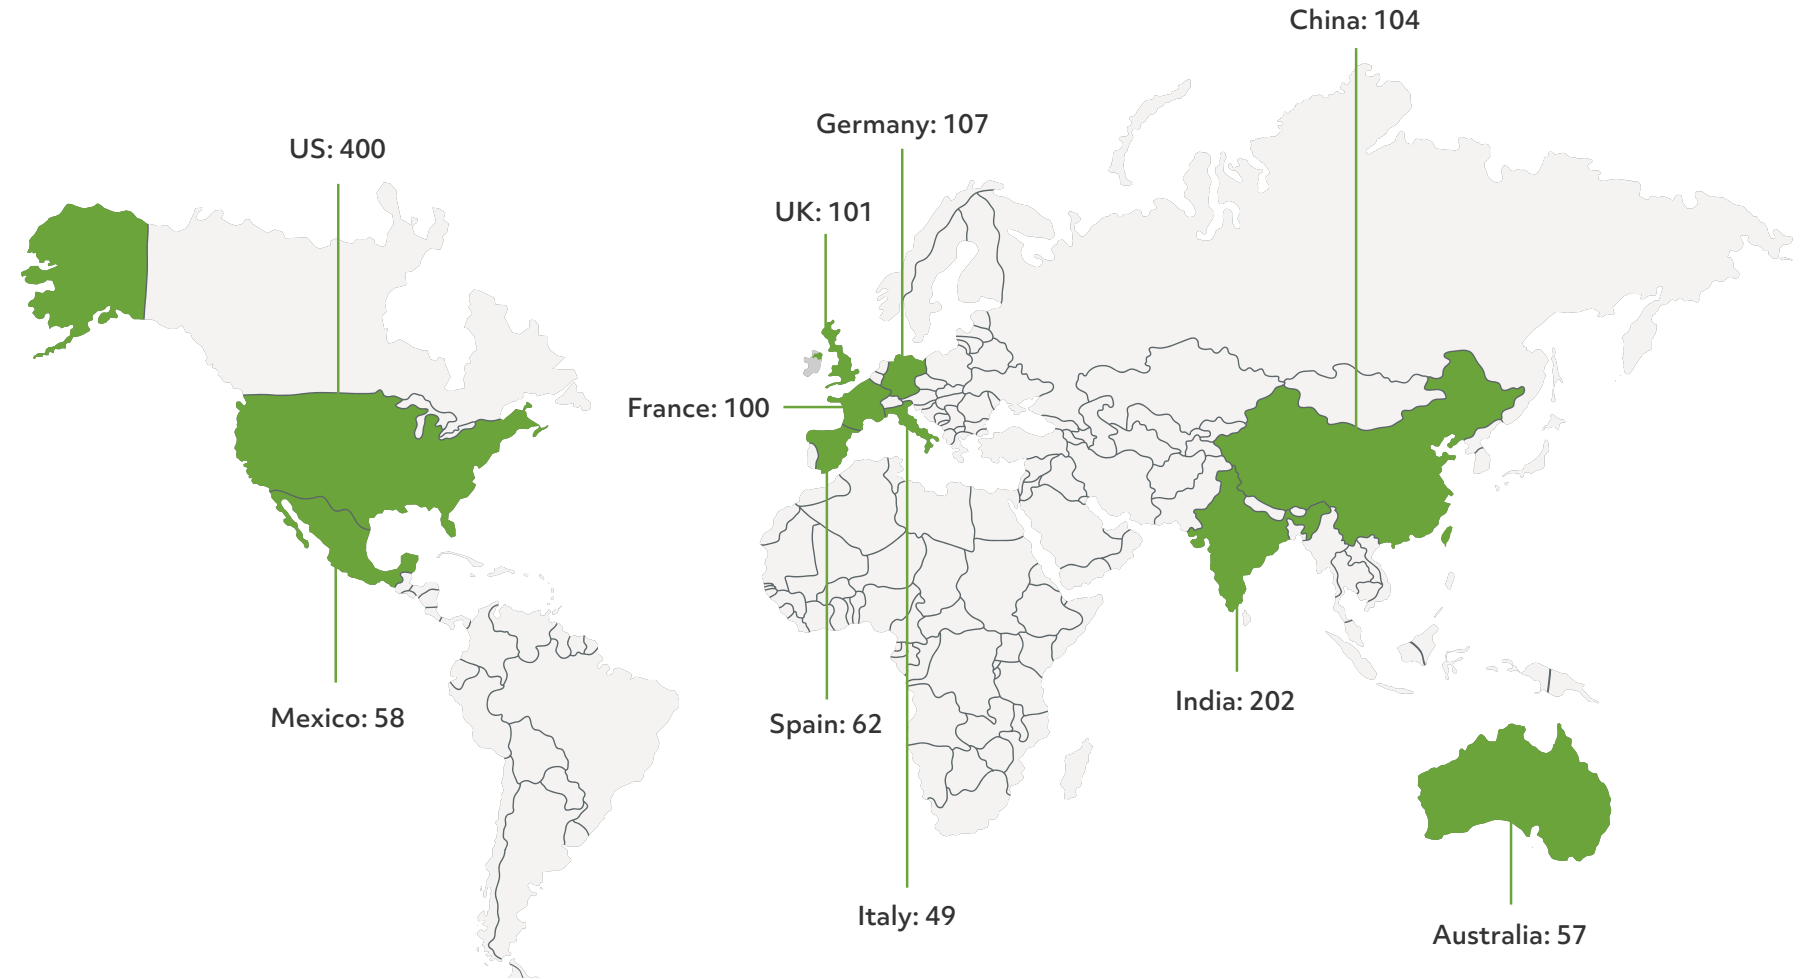 China: 104
Germany: 107
US: 400
UK: 101
France: 100
India: 202
Mexico: 58
Spain: 62
Italy: 49
Australia: 57